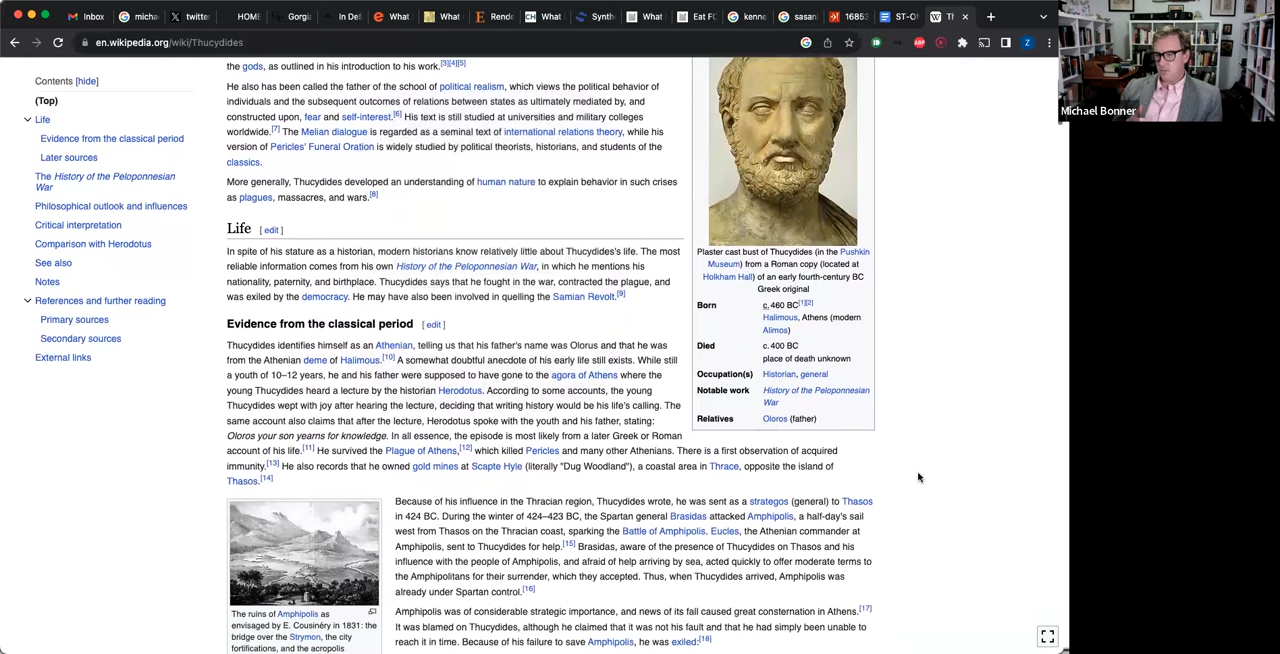 Inbox
micha
twitter
HOME
Gorgi
In Def
What
What
Rende
What
Synth
What
Eat FO
kenne
sasan
16853
ST-O
Tl
en.wikipedia.org/wiki/Thucydides
Z
Michael Bonner
Contents [hide]
(Top)
Life
Evidence from the classical period
Later sources
The History of the Peloponnesian
War
Philosophical outlook and influences
Critical interpretation
Comparison with Herodotus
See also
Notes
References and further reading
Primary sources
Secondary sources
External links
the gods, as outlined in his introduction to his work.[3][4][5]
He also has been called the father of the school of political realism, which views the political behavior of
individuals and the subsequent outcomes of relations between states as ultimately mediated by, and
constructed upon, fear and self-interest.[6] His text is still studied at universities and military colleges
worldwide.[7] The Melian dialogue is regarded as a seminal text of international relations theory, while his
version of Pericles' Funeral Oration is widely studied by political theorists, historians, and students of the
classics.
More generally, Thucydides developed an understanding of human nature to explain behavior in such crises
as plagues, massacres, and wars.[8]
Life [ edit ]
In spite of his stature as a historian, modern historians know relatively little about Thucydides's life. The most
reliable information comes from his own History of the Peloponnesian War, in which he mentions his
nationality, paternity, and birthplace. Thucydides says that he fought in the war, contracted the plague, and
was exiled by the democracy. He may have also been involved in quelling the Samian Revolt.[9]
Evidence from the classical period [ edit ]
Thucydides identifies himself as an Athenian, telling us that his father's name was Olorus and that he was
from the Athenian deme of Halimous.[10] A somewhat doubtful anecdote of his early life still exists. While still
a youth of 10–12 years, he and his father were supposed to have gone to the agora of Athens where the
young Thucydides heard a lecture by the historian Herodotus. According to some accounts, the young
Thucydides wept with joy after hearing the lecture, deciding that writing history would be his life's calling. The
same account also claims that after the lecture, Herodotus spoke with the youth and his father, stating:
Oloros your son yearns for knowledge. In all essence, the episode is most likely from a later Greek or Roman
account of his life.[11] He survived the Plague of Athens,[12] which killed Pericles and many other Athenians. There is a first observation of acquired
immunity.[13] He also records that he owned gold mines at Scapte Hyle (literally "Dug Woodland"), a coastal area in Thrace, opposite the island of
Thasos.[14]
Plaster cast bust of Thucydides (in the Pushkin
Museum) from a Roman copy (located at
Holkham Hall) of an early fourth-century BC
Greek original
Born c. 460 BC[1][2]
Halimous, Athens (modern
Alimos)
Died c. 400 BC
place of death unknown
Occupation(s) Historian, general
Notable work History of the Peloponnesian
War
Relatives Oloros (father)
The ruins of Amphipolis as
envisaged by E. Cousinéry in 1831: the
bridge over the Strymon, the city
fortifications, and the acropolis
Because of his influence in the Thracian region, Thucydides wrote, he was sent as a strategos (general) to Thasos
in 424 BC. During the winter of 424–423 BC, the Spartan general Brasidas attacked Amphipolis, a half-day's sail
west from Thasos on the Thracian coast, sparking the Battle of Amphipolis. Eucles, the Athenian commander at
Amphipolis, sent to Thucydides for help.[15] Brasidas, aware of the presence of Thucydides on Thasos and his
influence with the people of Amphipolis, and afraid of help arriving by sea, acted quickly to offer moderate terms to
the Amphipolitans for their surrender, which they accepted. Thus, when Thucydides arrived, Amphipolis was
already under Spartan control.[16]
Amphipolis was of considerable strategic importance, and news of its fall caused great consternation in Athens.[17]
It was blamed on Thucydides, although he claimed that it was not his fault and that he had simply been unable to
reach it in time. Because of his failure to save Amphipolis, he was exiled:[18]